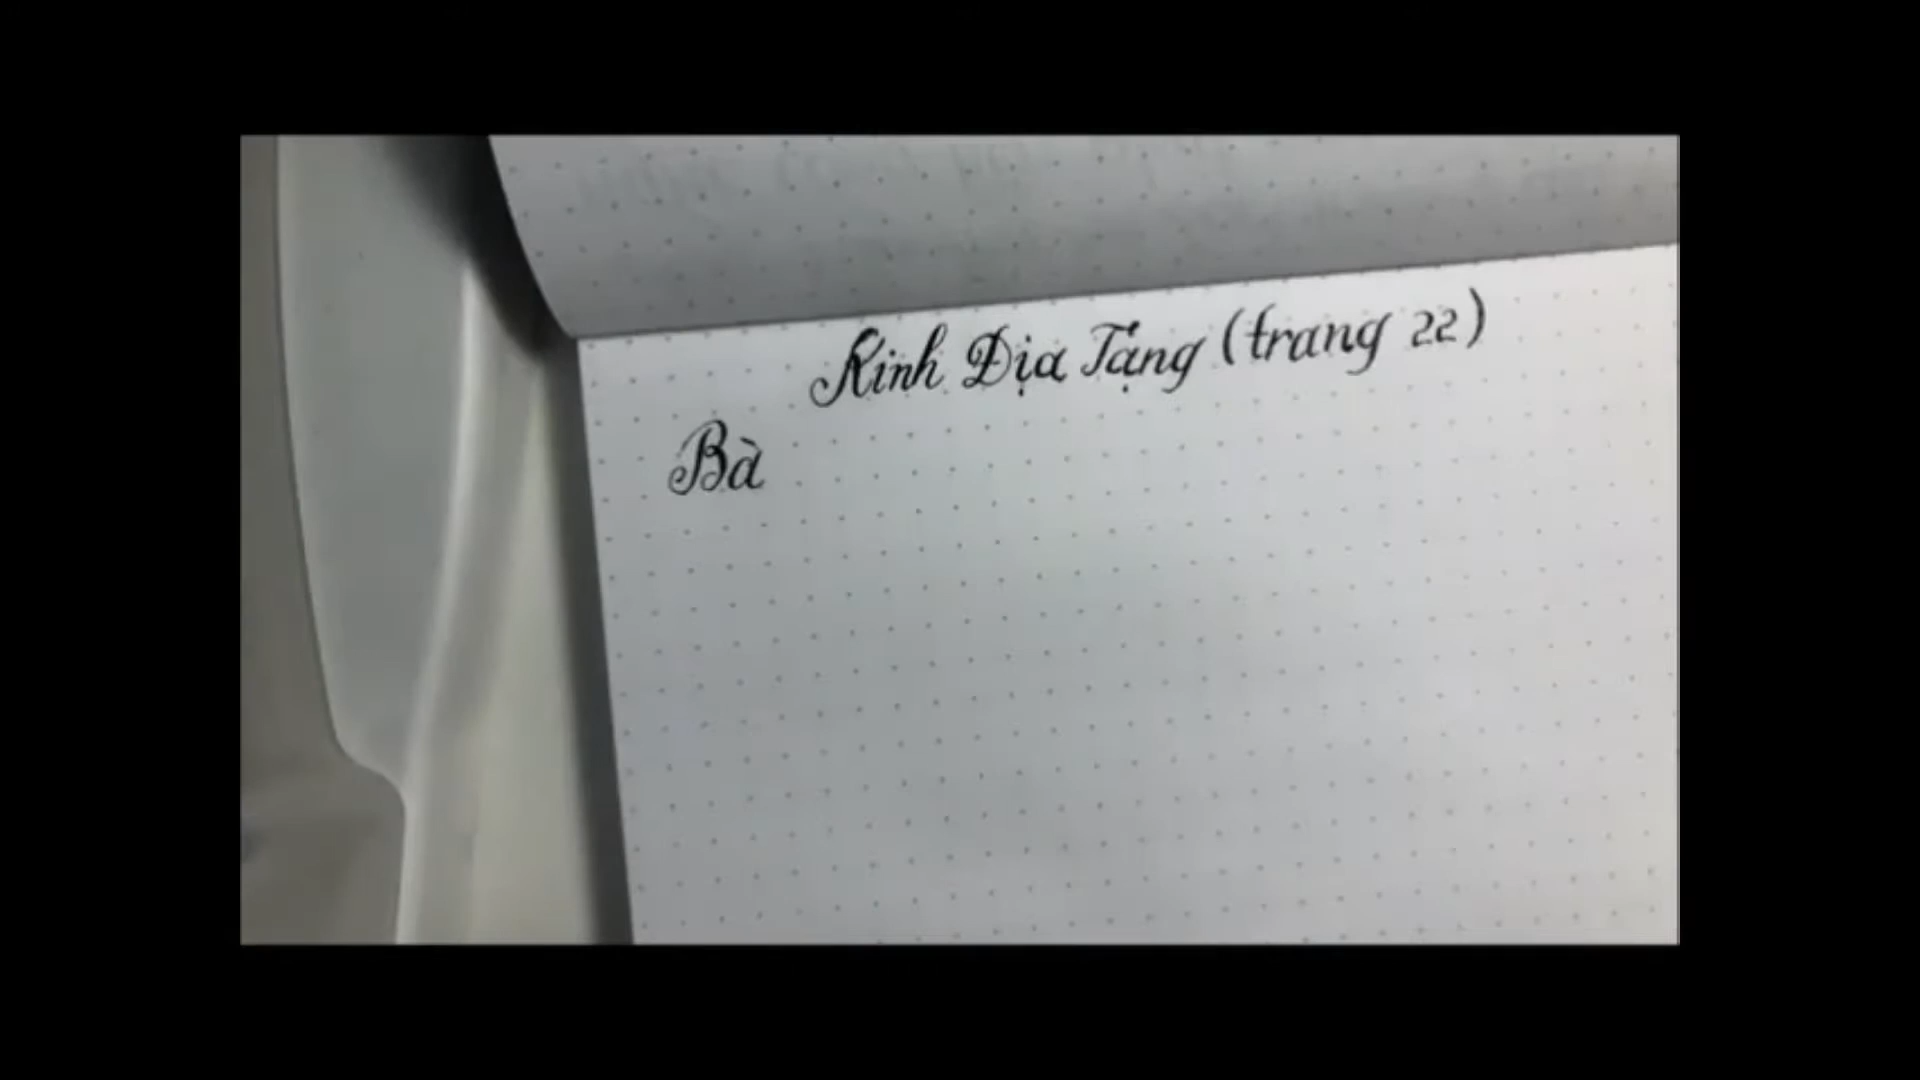 Kinh Địa Tạng (trang 22)
Bà